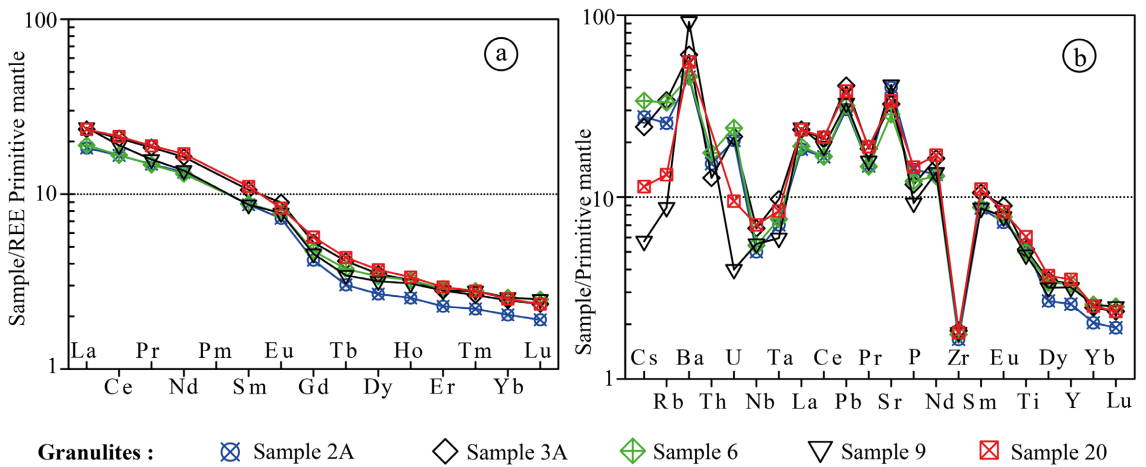 Sample/REE Primitive mantle
100
10
1
a
La Pr Pm Eu Tb Ho Tm Lu
Ce Nd Sm Gd Dy Er Yb
Sample/Primitive mantle
100
10
1
b
Cs Ba U Ta Ce Pr P Zr Eu Dy Yb
Rb Th Nb La Pb Sr Nd Sm Ti Y Lu
Granulites : Sample 2A Sample 3A Sample 6 Sample 9 Sample 20